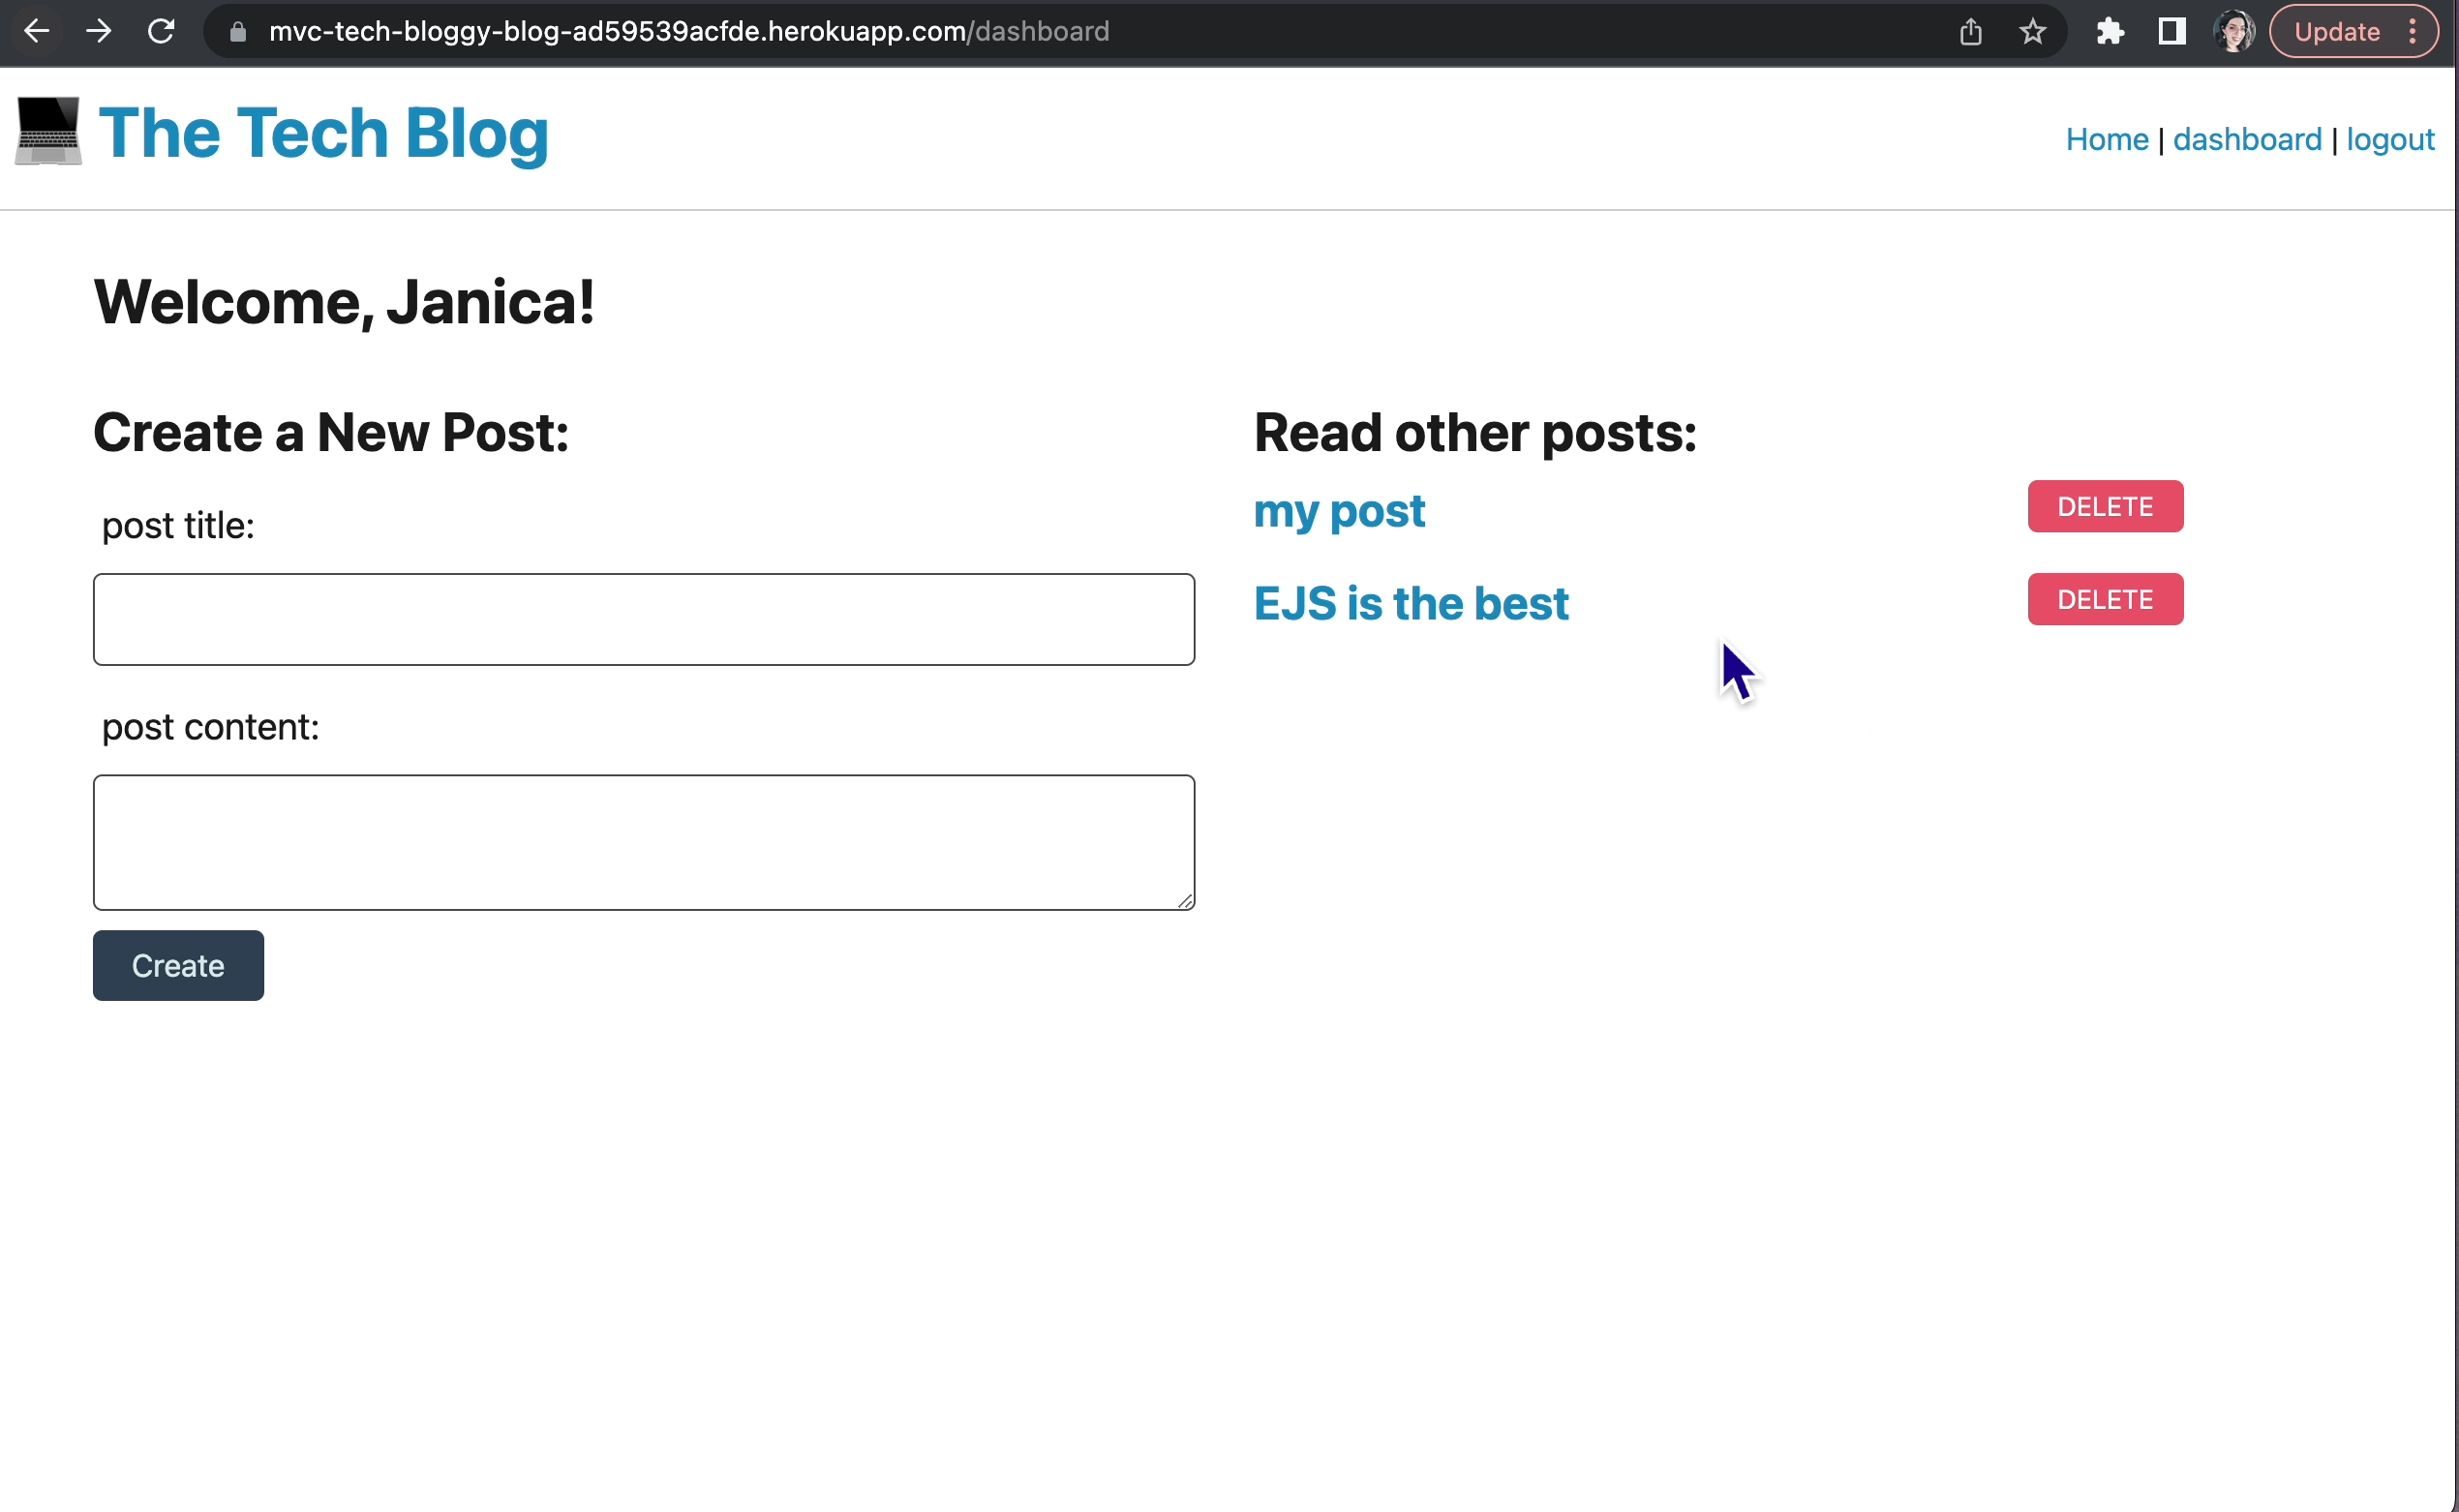 mvc-tech-bloggy-blog-ad59539acfde.herokuapp.com/dashboard
Update
The Tech Blog
Home | dashboard | logout
Welcome, Janica!
Create a New Post:
post title:
post content:
Create
Read other posts:
my post
DELETE
EJS is the best
DELETE